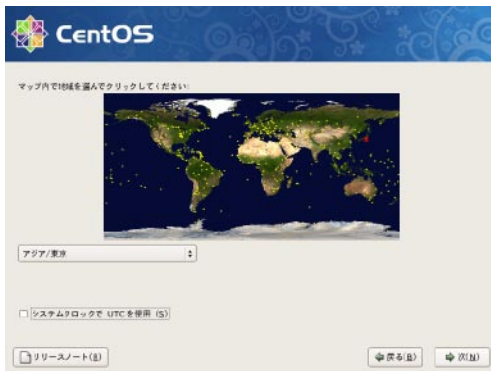 CentOS
マップ内で地域を選んでクリックしてください:
アジア/東京
システムクロックで UTC を使用 (S)
リリースノート(R)
戻る(B)
次(N)